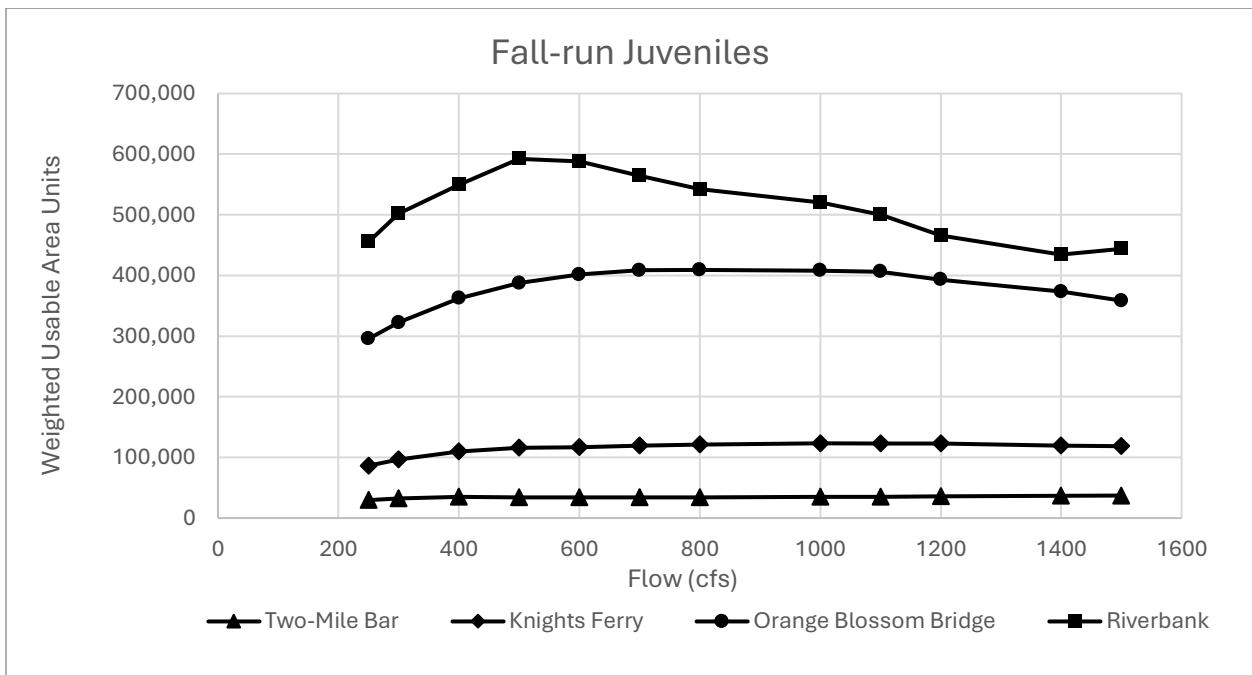 Fall-run Juveniles
Weighted Usable Area Units
700,000
600,000
500,000
400,000
300,000
200,000
100,000
0
0 200 400 600 800 1000 1200 1400 1600
Flow (cfs)
Two-Mile Bar Knights Ferry Orange Blossom Bridge Riverbank